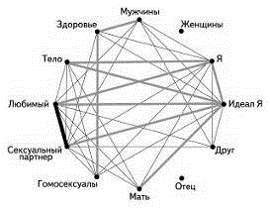 Мужчины
Здоровье
Женщины
Тело
Я
Любимый
Идеал Я
Сексуальный
партнер
Друг
Гомосексуалы
Отец
Мать